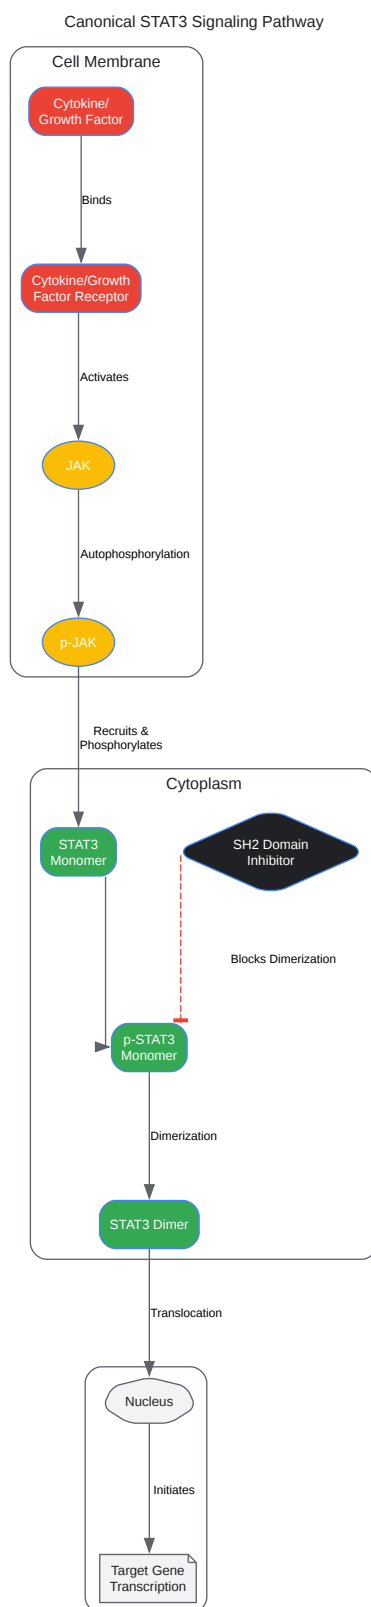 Canonical STAT3 Signaling Pathway
Cell Membrane
Cytokine/
Growth Factor
Binds
Cytokine/Growth
Factor Receptor
Activates
JAK
Autophosphorylation
p-JAK
Recruits &
Phosphorylates
Cytoplasm
STAT3
Monomer
SH2 Domain
Inhibitor
Blocks Dimerization
p-STAT3
Monomer
Dimerization
STAT3 Dimer
Translocation
Nucleus
Initiates
Target Gene
Transcription